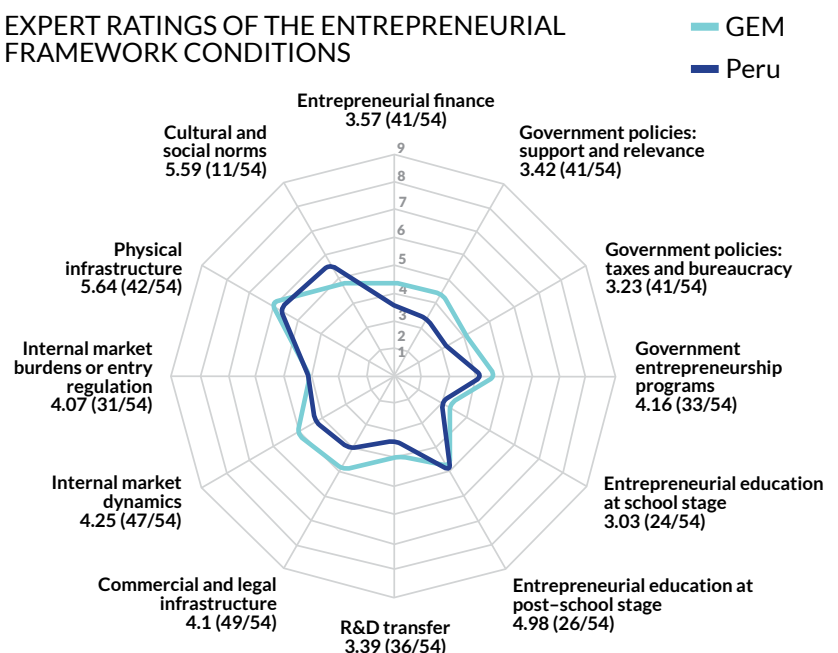 EXPERT RATINGS OF THE ENTREPRENEURIAL
FRAMEWORK CONDITIONS
GEM
Peru
Entrepreneurial finance
3.57 (41/54)
Government policies:
support and relevance
3.42 (41/54)
Government policies:
taxes and bureaucracy
3.23 (41/54)
Government
entrepreneurship
programs
4.16 (33/54)
Entrepreneurial education
at school stage
3.03 (24/54)
Entrepreneurial education at
post–school stage
4.98 (26/54)
R&D transfer
3.39 (36/54)
Commercial and legal
infrastructure
4.1 (49/54)
Internal market
dynamics
4.25 (47/54)
Internal market
burdens or entry
regulation
4.07 (31/54)
Physical
infrastructure
5.64 (42/54)
Cultural and
social norms
5.59 (11/54)
9
8
7
6
5
4
3
2
1